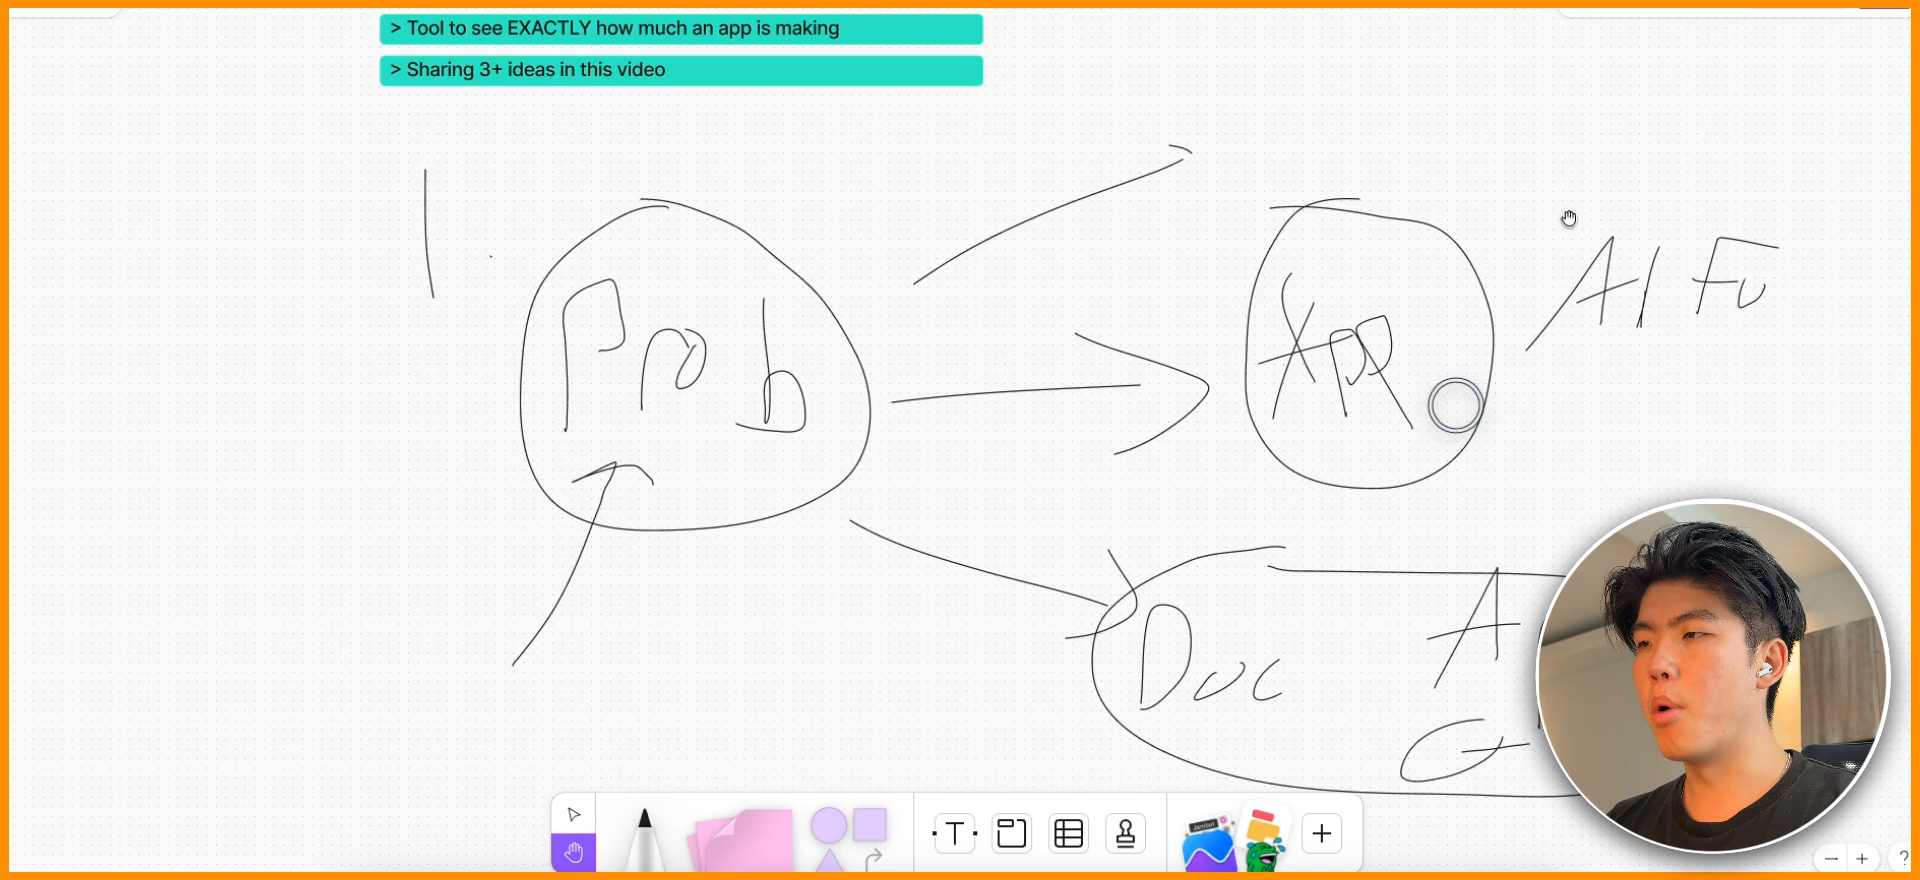 > Tool to see EXACTLY how much an app is making
> Sharing 3+ ideas in this video
1.
Prob
App
AI Fu
Doc
A
G
T
?